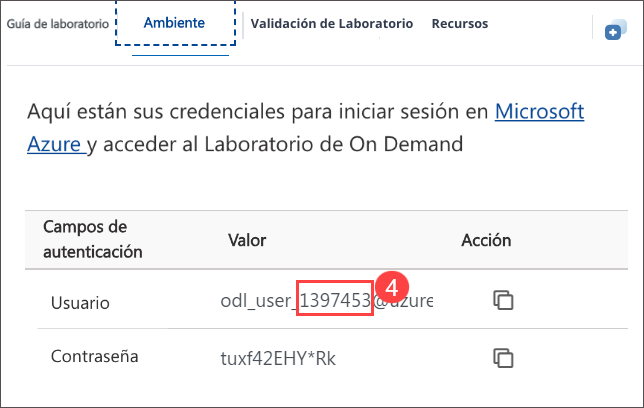 Guía de laboratorio Ambiente Validación de Laboratorio Recursos
Aquí están sus credenciales para iniciar sesión en Microsoft
Azure y acceder al Laboratorio de On Demand
Campos de
autenticación Valor Acción
4
Usuario odl_user_1397453@azure
Contraseña tuxf42EHY*Rk